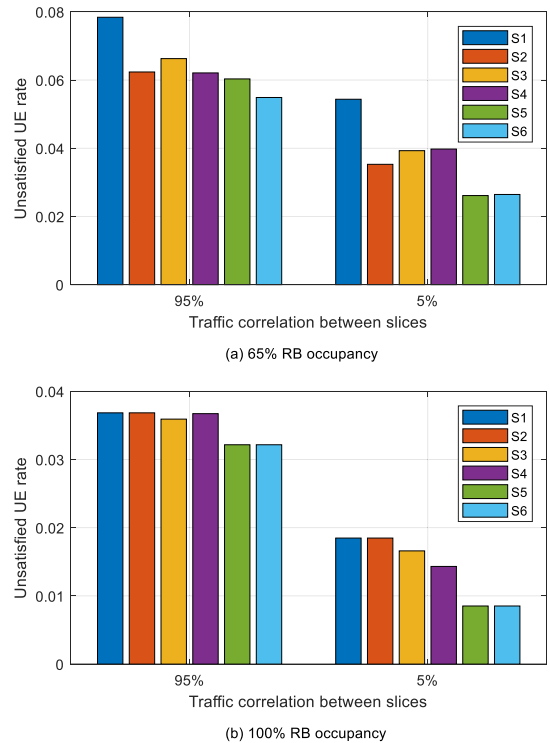 0.08
0.06
0.04
0.02
0
Unsatisfied UE rate
S1
S2
S3
S4
S5
S6
95%
5%
Traffic correlation between slices
(a) 65% RB occupancy
0.04
0.03
0.02
0.01
0
Unsatisfied UE rate
S1
S2
S3
S4
S5
S6
95%
5%
Traffic correlation between slices
(b) 100% RB occupancy